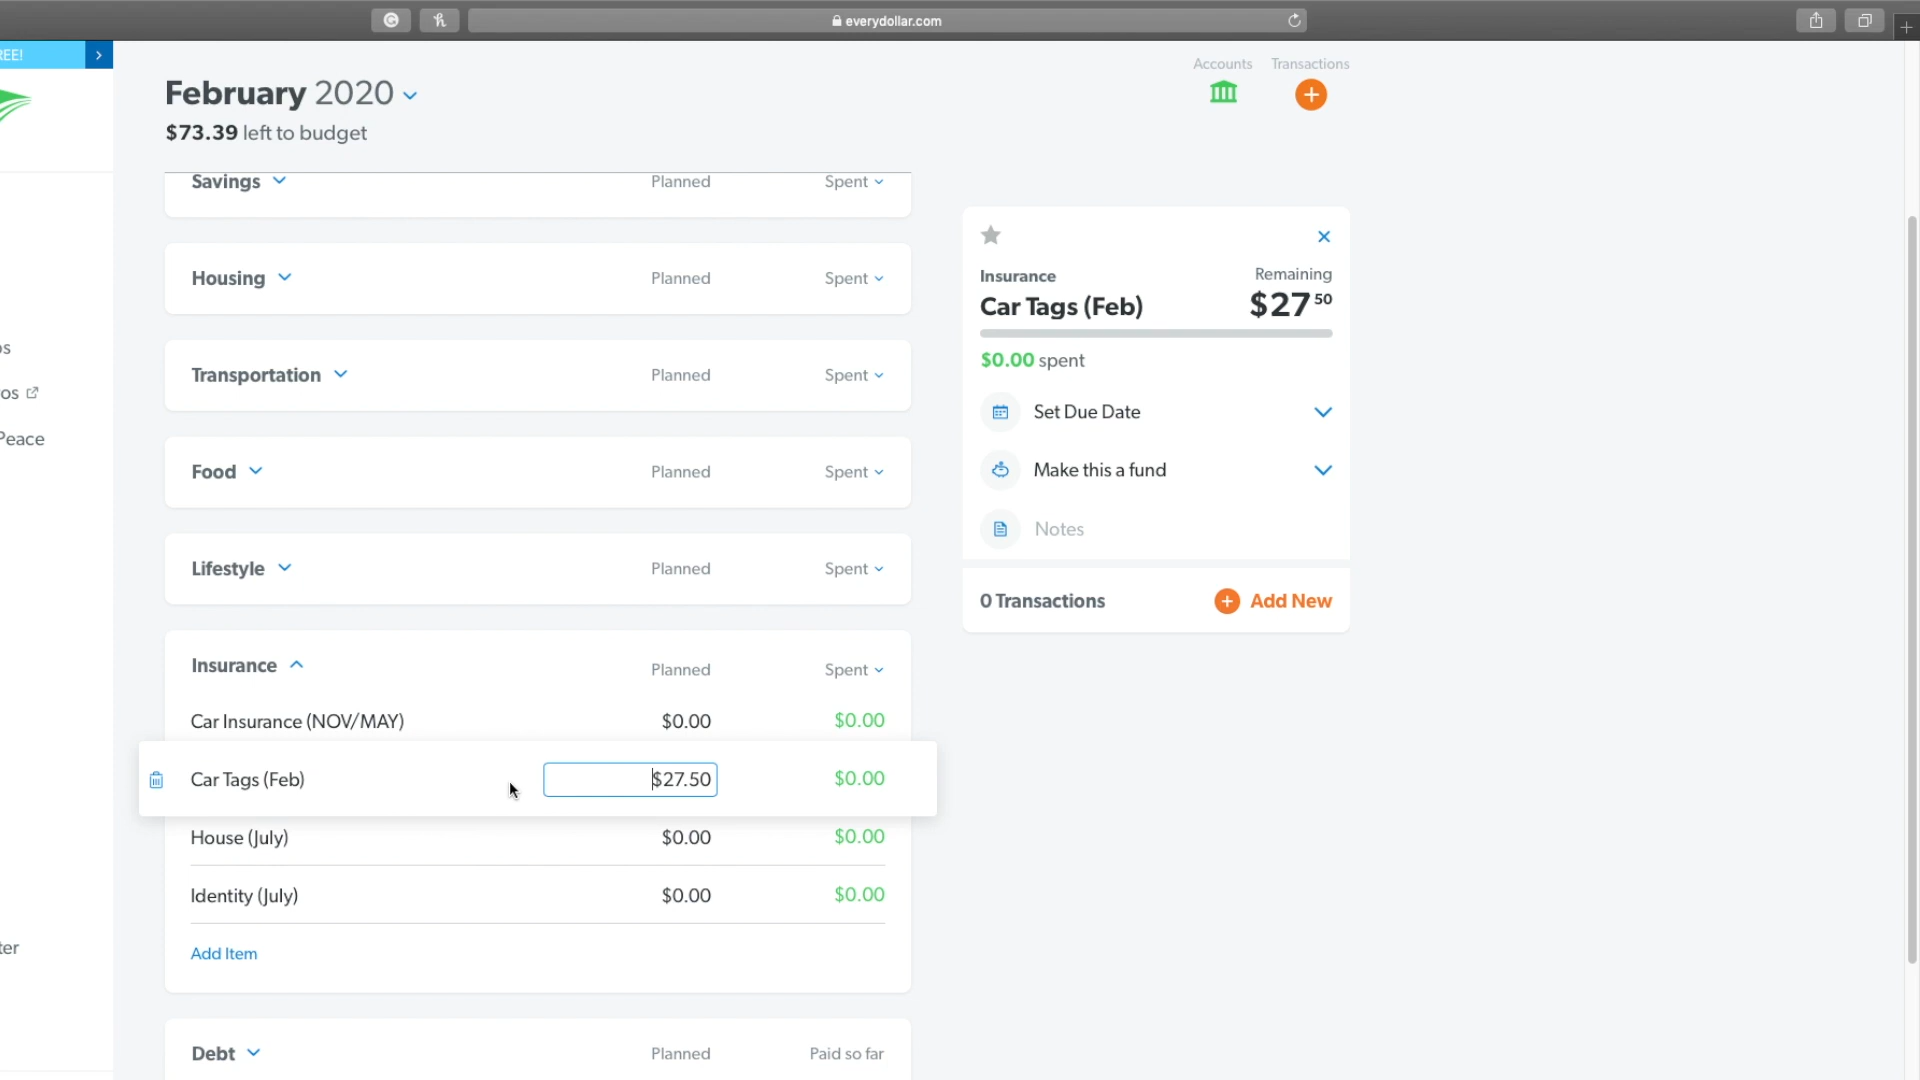 everydollar.com
REE!
February 2020
$73.39 left to budget
Accounts
Transactions
Savings Planned Spent
Housing Planned Spent
Transportation Planned Spent
Food Planned Spent
Lifestyle Planned Spent
Insurance Planned Spent
Car Insurance (NOV/MAY) $0.00 $0.00
Car Tags (Feb) $27.50 $0.00
House (July) $0.00 $0.00
Identity (July) $0.00 $0.00
Add Item
Debt Planned Paid so far
Insurance Remaining
Car Tags (Feb) $27 50
$0.00 spent
Set Due Date
Make this a fund
Notes
0 Transactions Add New
os
ros
Peace
ter